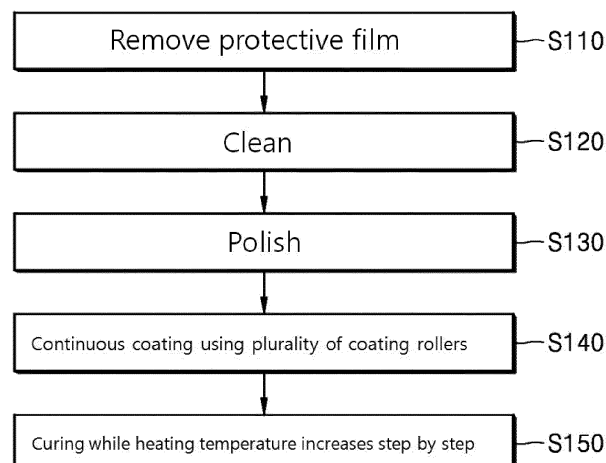 Remove protective film S110
Clean S120
Polish S130
Continuous coating using plurality of coating rollers S140
Curing while heating temperature increases step by step S150